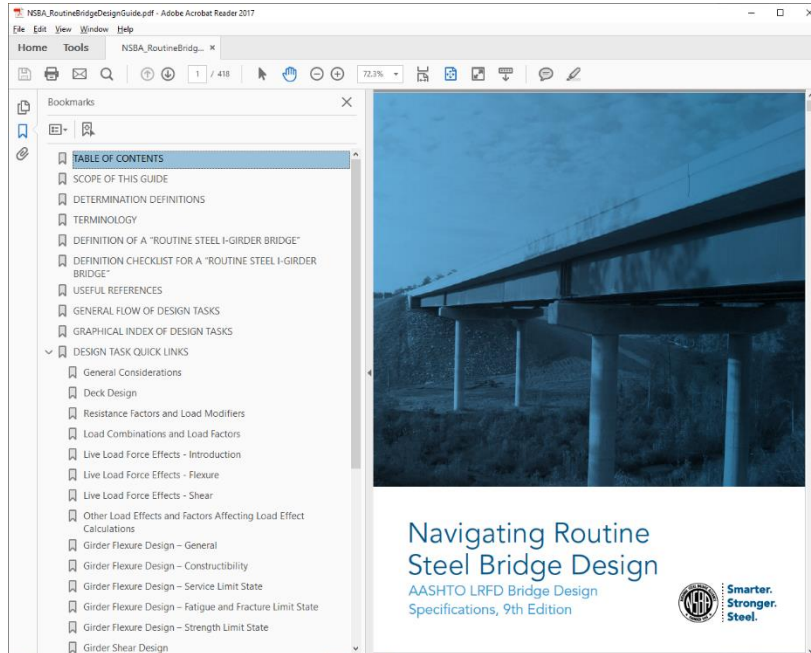 NSBA_RoutineBridgeDesignGuide.pdf - Adobe Acrobat Reader 2017
File Edit View Window Help
Home Tools NSBA_RoutineBridg... ×
1 / 418 72.3%
Bookmarks
TABLE OF CONTENTS
SCOPE OF THIS GUIDE
DETERMINATION DEFINITIONS
TERMINOLOGY
DEFINITION OF A "ROUTINE STEEL I-GIRDER BRIDGE"
DEFINITION CHECKLIST FOR A "ROUTINE STEEL I-GIRDER
BRIDGE"
USEFUL REFERENCES
GENERAL FLOW OF DESIGN TASKS
GRAPHICAL INDEX OF DESIGN TASKS
DESIGN TASK QUICK LINKS
General Considerations
Deck Design
Resistance Factors and Load Modifiers
Load Combinations and Load Factors
Live Load Force Effects - Introduction
Live Load Force Effects - Flexure
Live Load Force Effects - Shear
Other Load Effects and Factors Affecting Load Effect
Calculations
Girder Flexure Design – General
Girder Flexure Design – Constructibility
Girder Flexure Design – Service Limit State
Girder Flexure Design – Fatigue and Fracture Limit State
Girder Flexure Design – Strength Limit State
Girder Shear Design
Navigating Routine
Steel Bridge Design
AASHTO LRFD Bridge Design
Specifications, 9th Edition
NSBA
Smarter.
Stronger.
Steel.